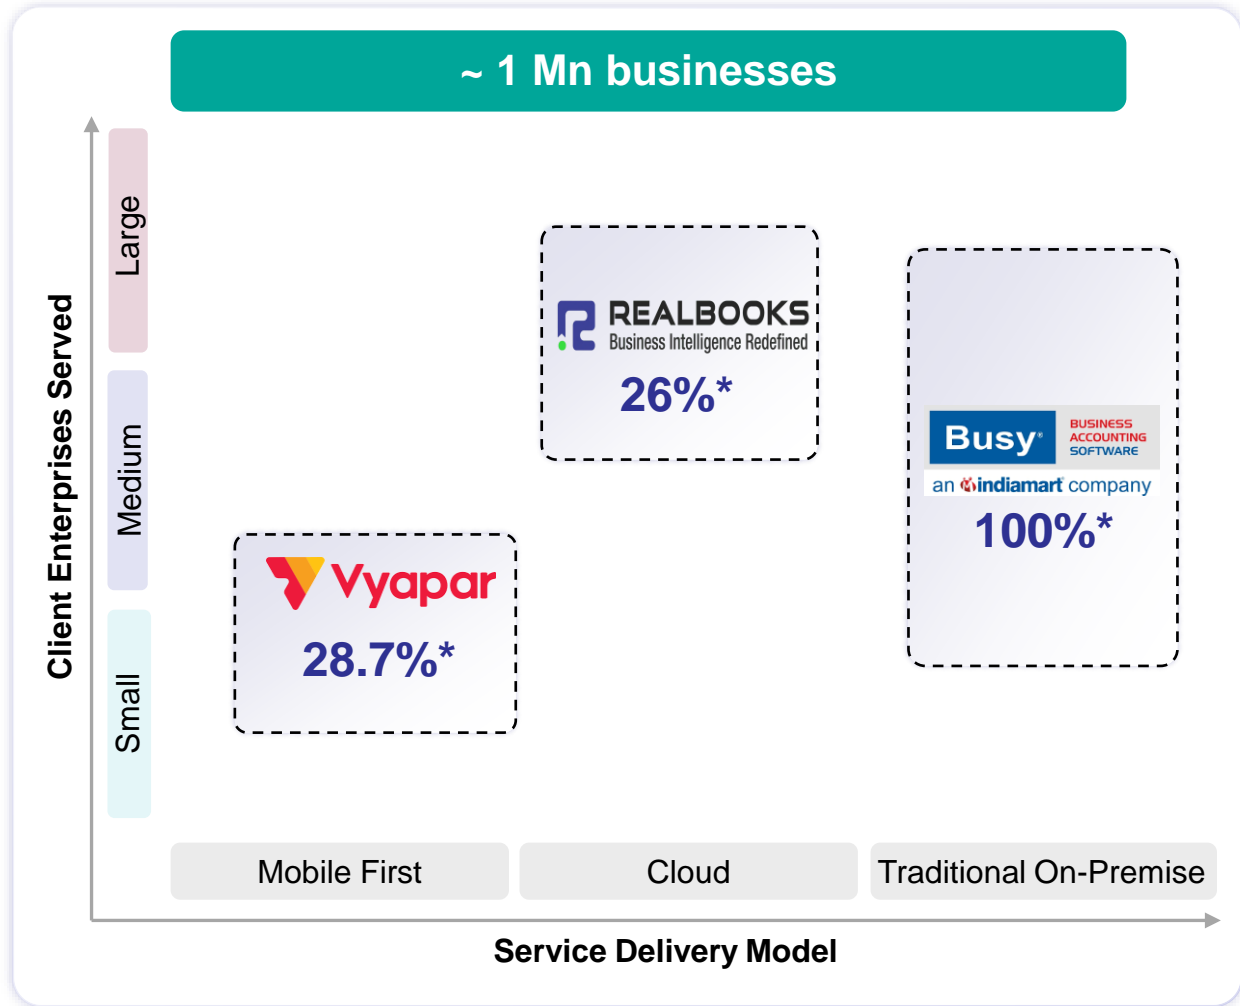 ~ 1 Mn businesses
Client Enterprises Served
Large
Medium
Small
REALBOOKS
Business Intelligence Redefined
26%*
Busy®
BUSINESS
ACCOUNTING
SOFTWARE
an indiamart company
100%*
Vyapar
28.7%*
Mobile First
Cloud
Traditional On-Premise
Service Delivery Model